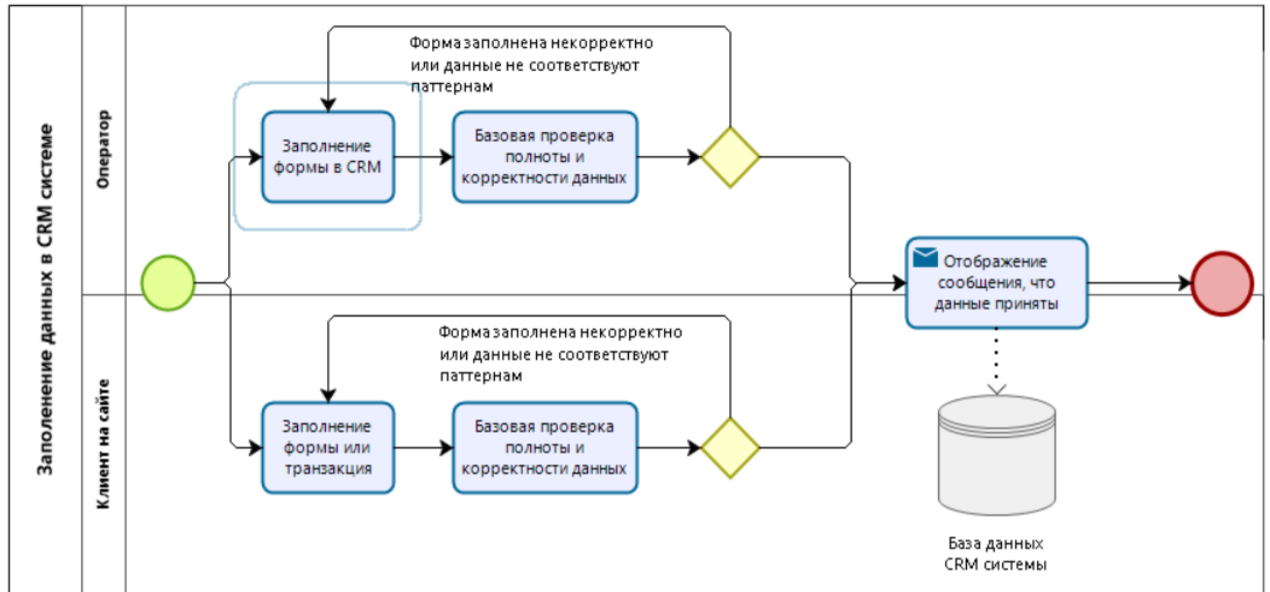 Заполенение данных в CRM системе
Оператор
Форма заполнена некорректно
или данные не соответствуют
паттернам
Заполнение
формы в CRM
Базовая проверка
полноты и
корректности данных
Отображение
сообщения, что
данные приняты
Клиент на сайте
Форма заполнена некорректно
или данные не соответствуют
паттернам
Заполнение
формы или
транзакция
Базовая проверка
полноты и
корректности данных
База данных
CRM системы